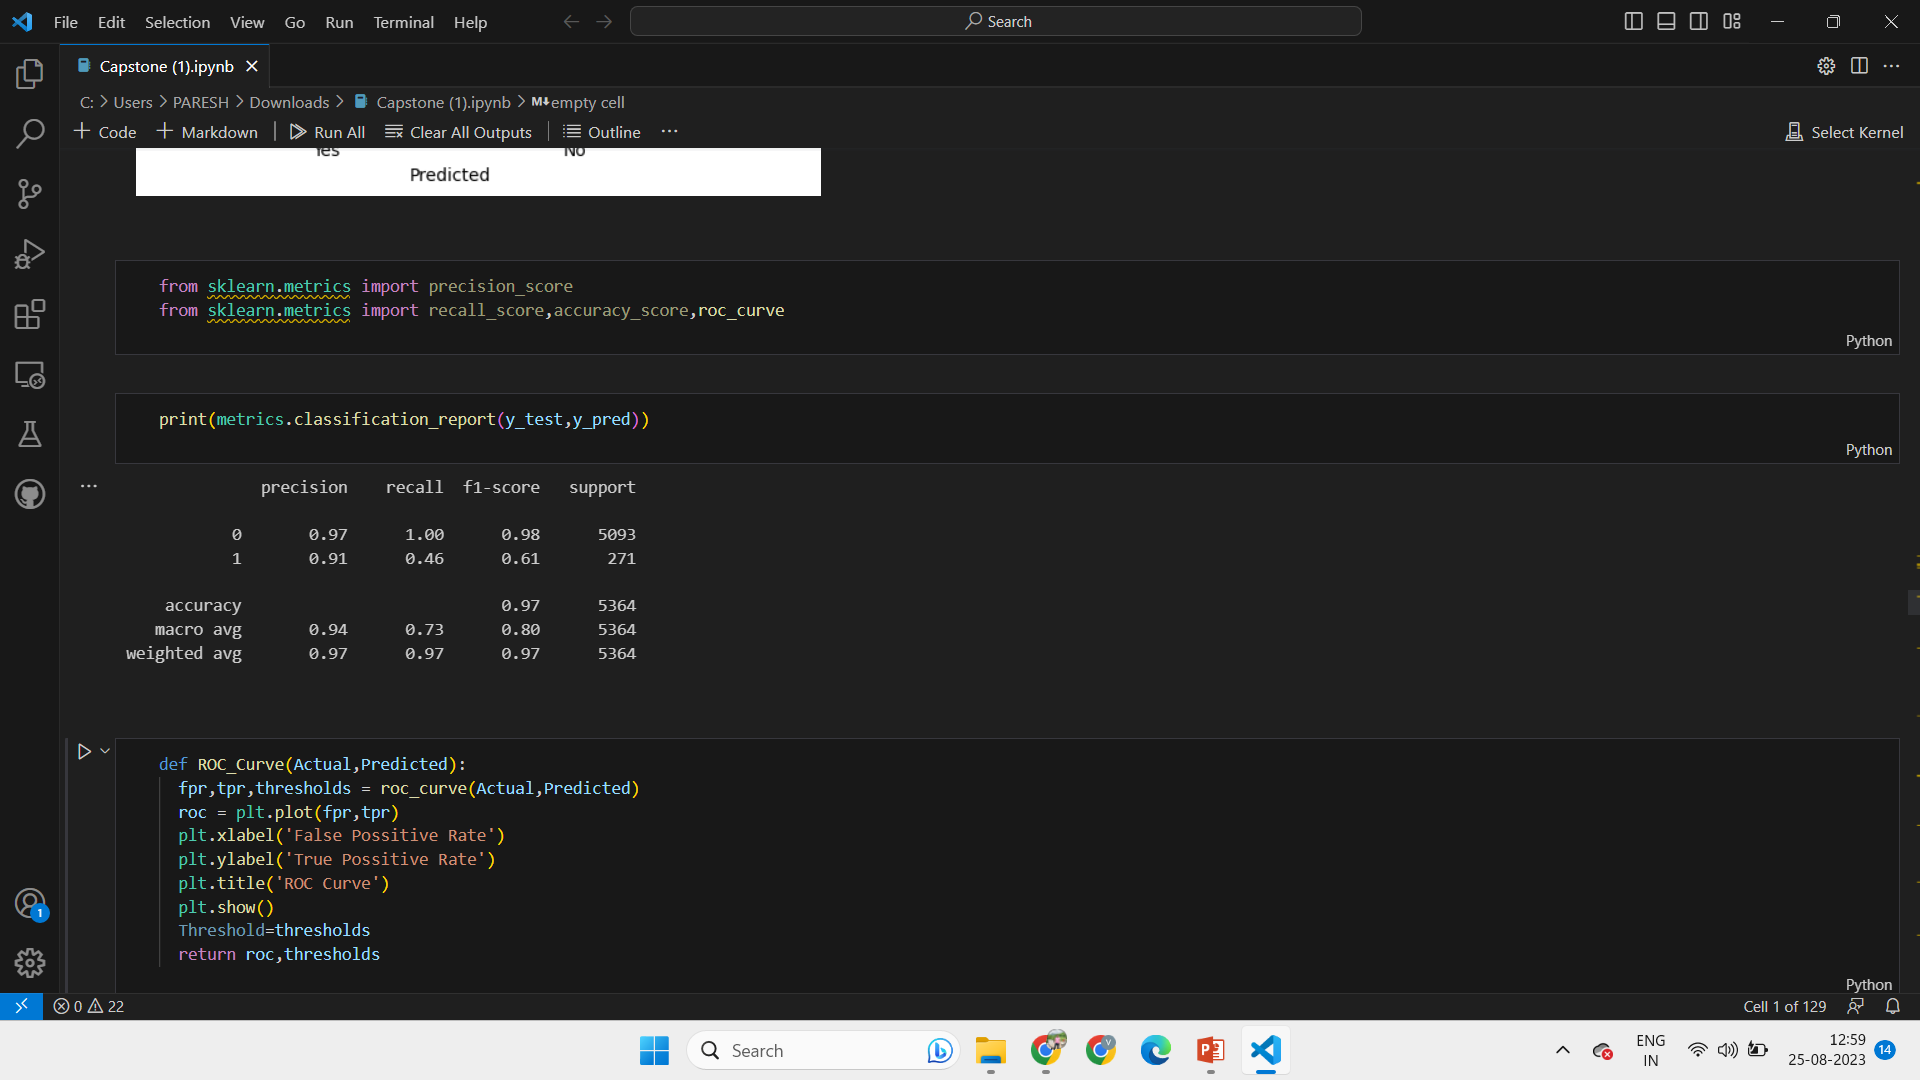 File Edit Selection View Go Run Terminal Help
Search
Capstone (1).ipynb
C: > Users > PARESH > Downloads > Capstone (1).ipynb > M↓empty cell
+ Code + Markdown | Run All Clear All Outputs | Outline ···
Select Kernel
Yes No
Predicted
from sklearn.metrics import precision_score
from sklearn.metrics import recall_score,accuracy_score,roc_curve
Python
print(metrics.classification_report(y_test,y_pred))
Python
precision recall f1-score support
0 0.97 1.00 0.98 5093
1 0.91 0.46 0.61 271
accuracy 0.97 5364
macro avg 0.94 0.73 0.80 5364
weighted avg 0.97 0.97 0.97 5364
def ROC_Curve(Actual,Predicted):
fpr,tpr,thresholds = roc_curve(Actual,Predicted)
roc = plt.plot(fpr,tpr)
plt.xlabel('False Possitive Rate')
plt.ylabel('True Possitive Rate')
plt.title('ROC Curve')
plt.show()
Threshold=thresholds
return roc,thresholds
Python
1
0 22
Cell 1 of 129
Search
ENG
IN
12:59
25-08-2023
14